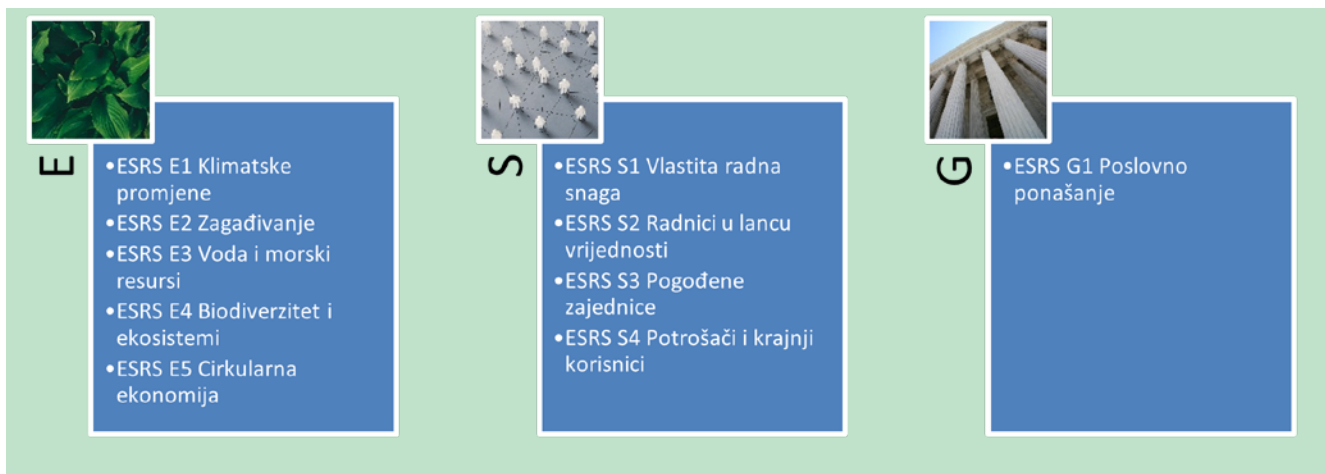 E
•ESRS E1 Klimatske
promjene
•ESRS E2 Zagađivanje
•ESRS E3 Voda i morski
resursi
•ESRS E4 Biodiverzitet i
ekosistemi
•ESRS E5 Cirkularna
ekonomija
S
•ESRS S1 Vlastita radna
snaga
•ESRS S2 Radnici u lancu
vrijednosti
•ESRS S3 Pogođene
zajednice
•ESRS S4 Potrošači i krajnji
korisnici
G
•ESRS G1 Poslovno
ponašanje